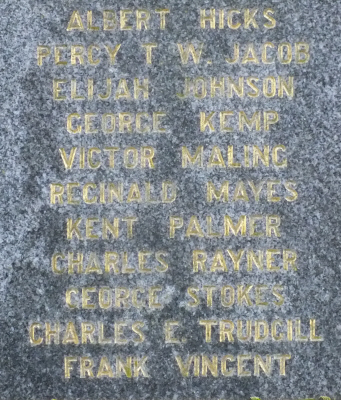 ALBERT HICKS
PERCY T. W. JACOB
ELIJAH JOHNSON
GEORGE KEMP
VICTOR MALING
REGINALD MAYES
KENT PALMER
CHARLES RAYNER
GEORGE STOKES
CHARLES E TRUDGILL
FRANK VINCENT